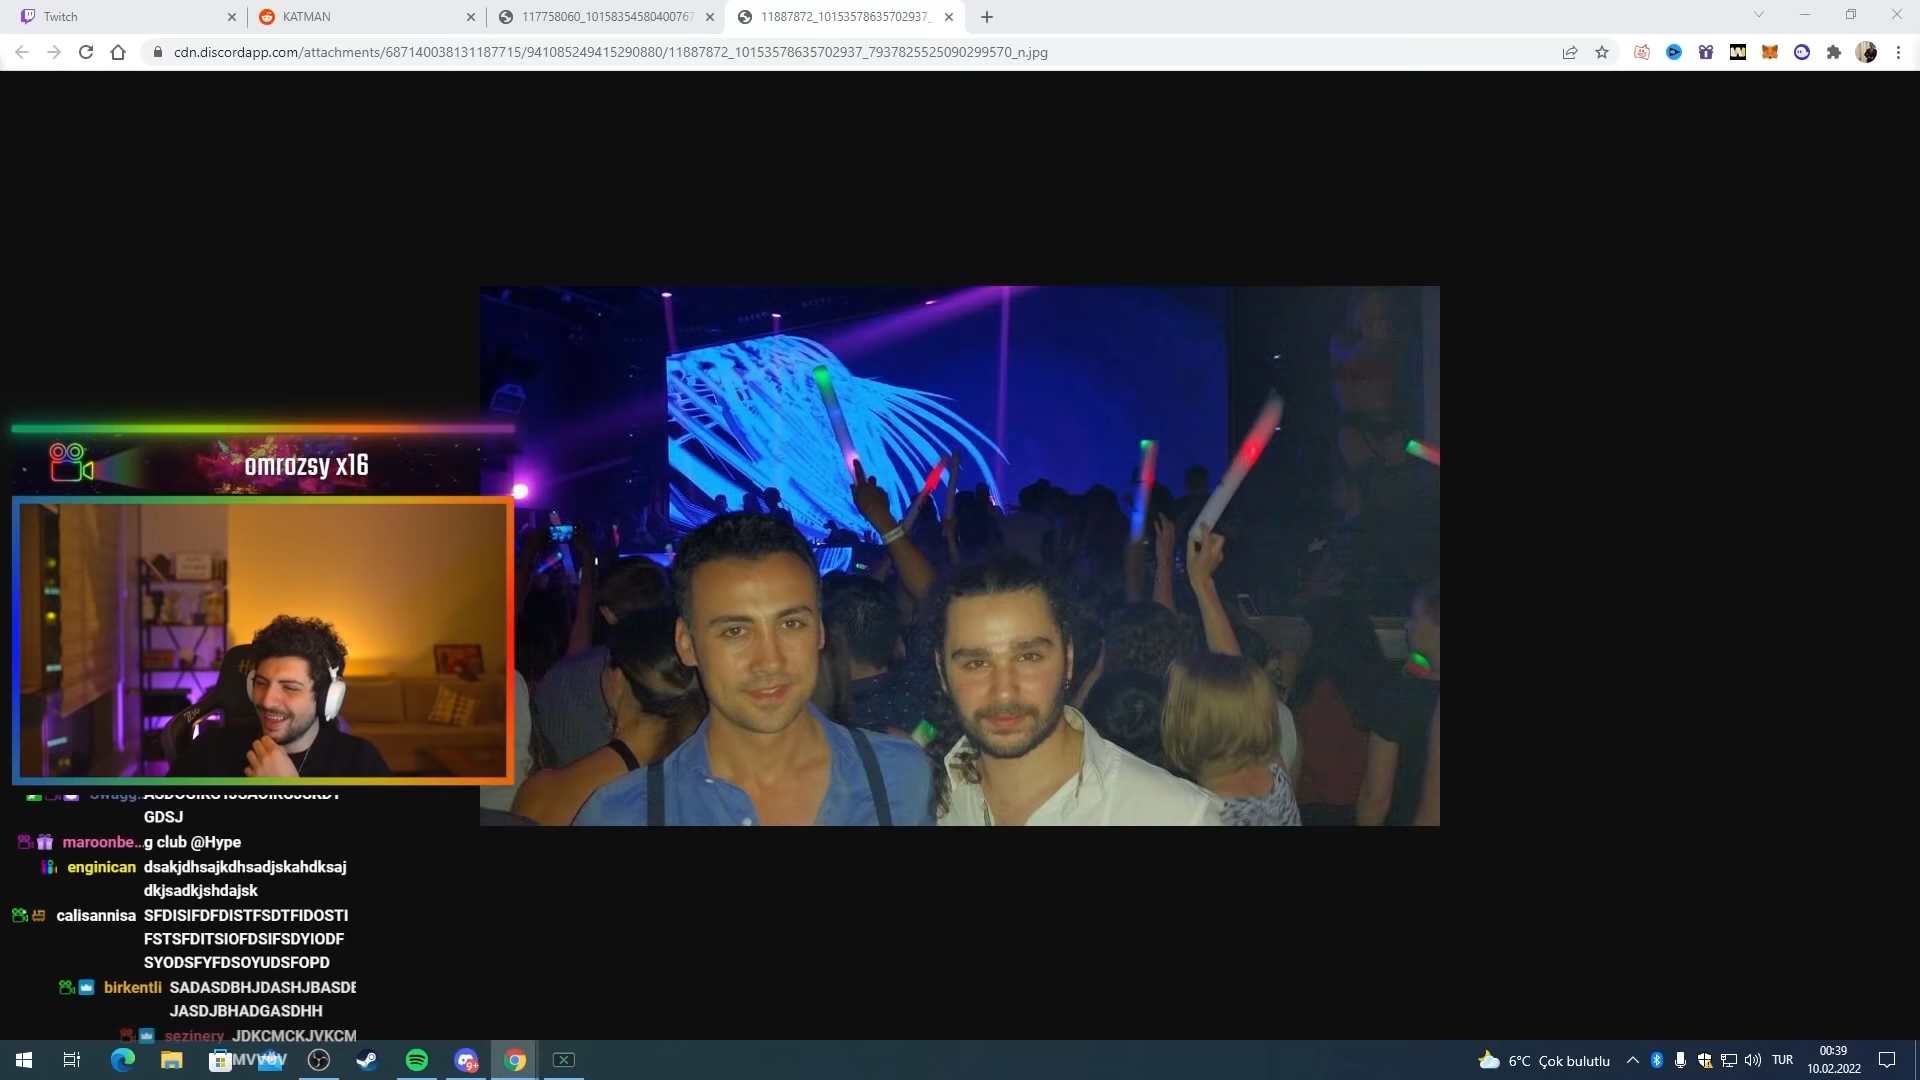 Twitch
KATMAN
117758060_10158354580400767
11887872_10153578635702937_
cdn.discordapp.com/attachments/687140038131187715/941085249415290880/11887872_10153578635702937_7937825525090299570_n.jpg
omrazsy x16
GDSJ
maroonbe...g club @Hype
enginican dsakjdhsajkdhsadjskahdksaj
dkjsadkjshdajsk
calisannisa SFDISIFDFDISTFSDTFIDOSTI
FSTSFDITSIOFDSIFSDYIODF
SYODSFYFDSOYUDSFOPD
birkentli SADASDBHJDASHJBASDE
JASDJBHADGASDHH
sezinery JDKCMCKJVKCM
9+
6°C Çok bulutlu
TUR
00:39
10.02.2022